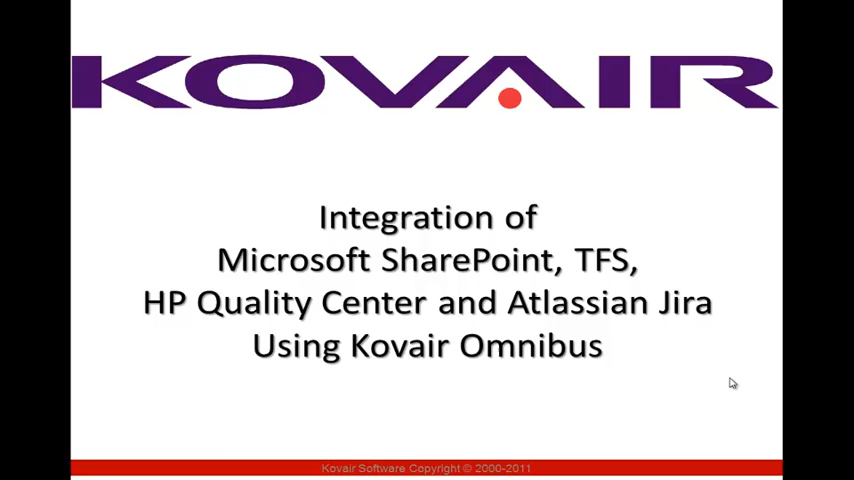 KOVAIR
Integration of
Microsoft SharePoint, TFS,
HP Quality Center and Atlassian Jira
Using Kovair Omnibus
Kovair Software Copyright © 2000-2011